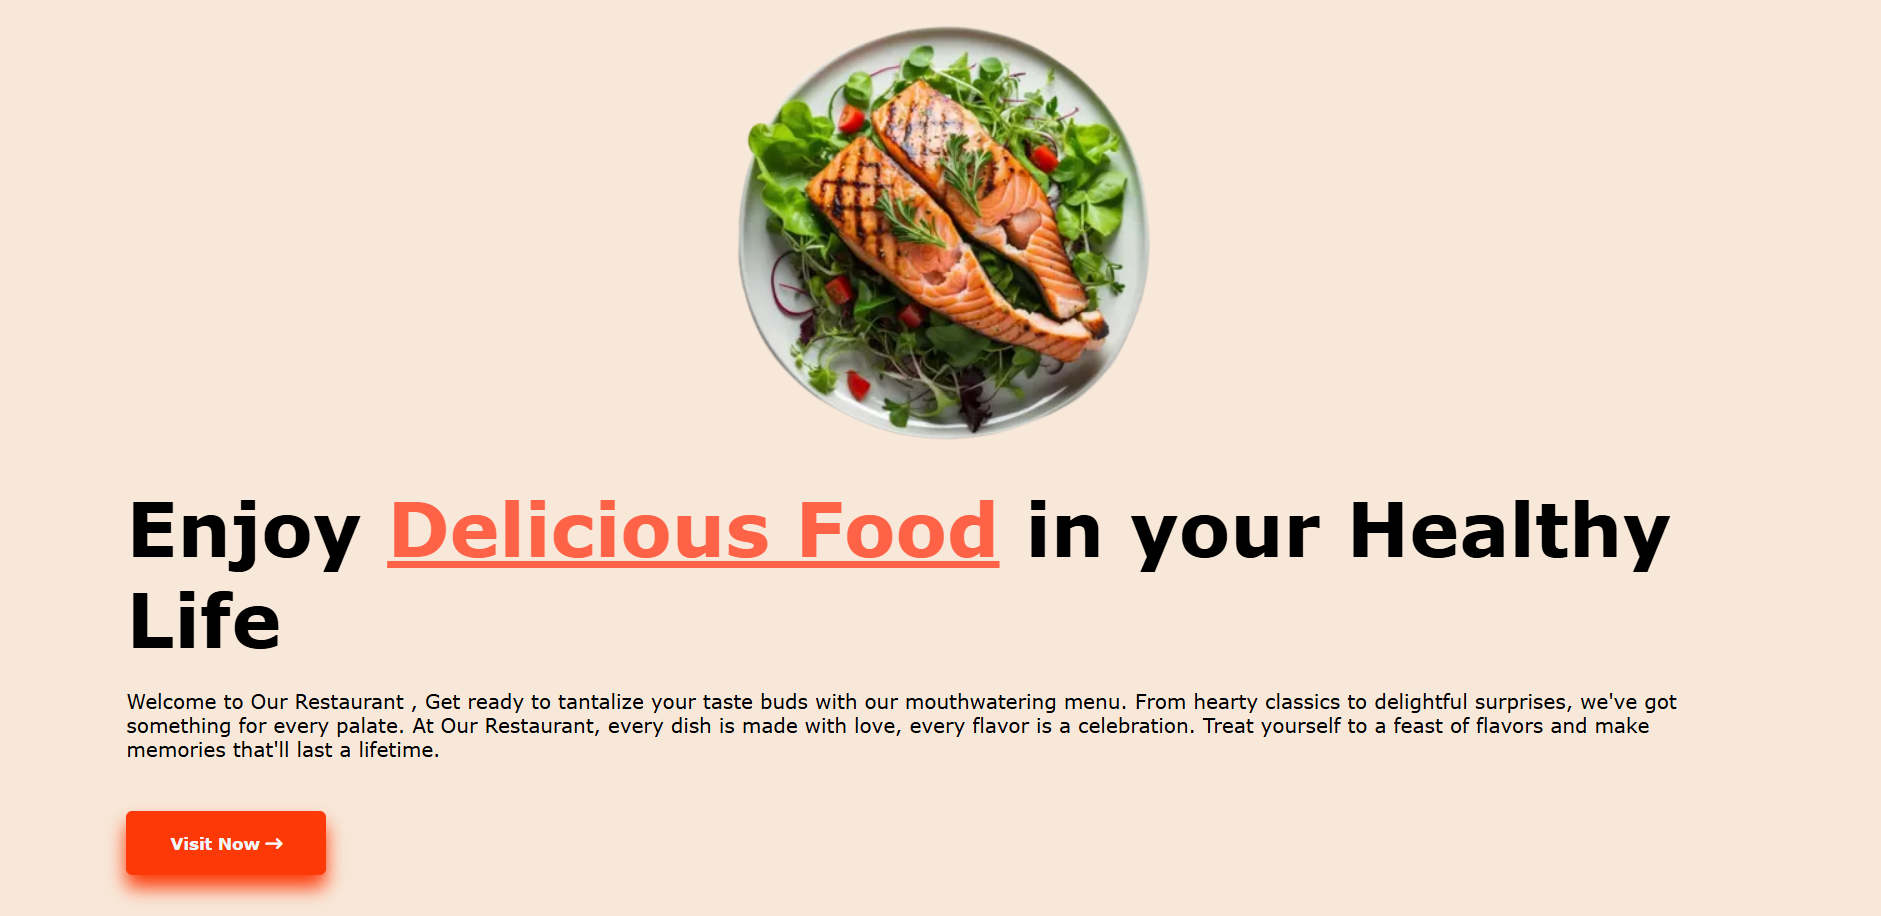 Enjoy Delicious Food in your Healthy
Life
Welcome to Our Restaurant , Get ready to tantalize your taste buds with our mouthwatering menu. From hearty classics to delightful surprises, we've got
something for every palate. At Our Restaurant, every dish is made with love, every flavor is a celebration. Treat yourself to a feast of flavors and make
memories that'll last a lifetime.
Visit Now →